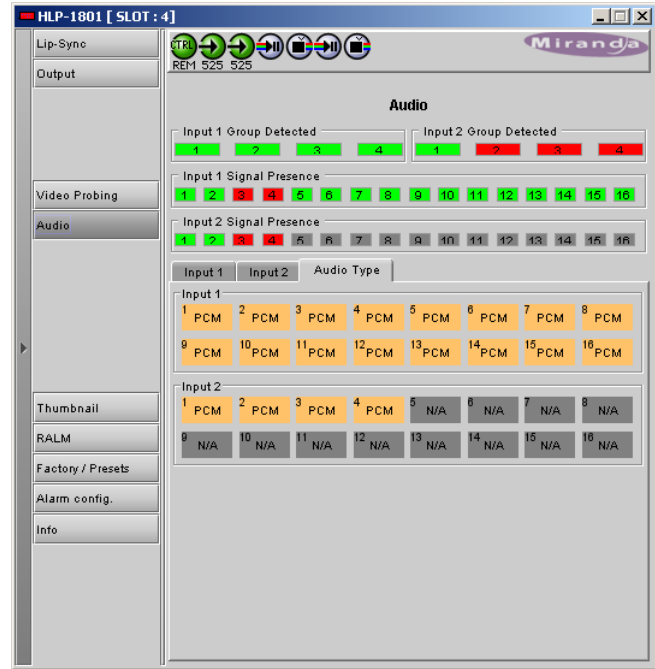 HLP-1801 [ SLOT : 4]
Lip-Sync
Output
Video Probing
Audio
Thumbnail
RALM
Factory / Presets
Alarm config.
Info
CTRL
REM 525 525
Miranda
Audio
Input 1 Group Detected
1 2 3 4
Input 2 Group Detected
1 2 3 4
Input 1 Signal Presence
1 2 3 4 5 6 7 8 9 10 11 12 13 14 15 16
Input 2 Signal Presence
1 2 3 4 5 6 7 8 9 10 11 12 13 14 15 16
Input 1 Input 2 Audio Type
Input 1
1 PCM 2 PCM 3 PCM 4 PCM 5 PCM 6 PCM 7 PCM 8 PCM
9 PCM 10 PCM 11 PCM 12 PCM 13 PCM 14 PCM 15 PCM 16 PCM
Input 2
1 PCM 2 PCM 3 PCM 4 PCM 5 N/A 6 N/A 7 N/A 8 N/A
9 N/A 10 N/A 11 N/A 12 N/A 13 N/A 14 N/A 15 N/A 16 N/A